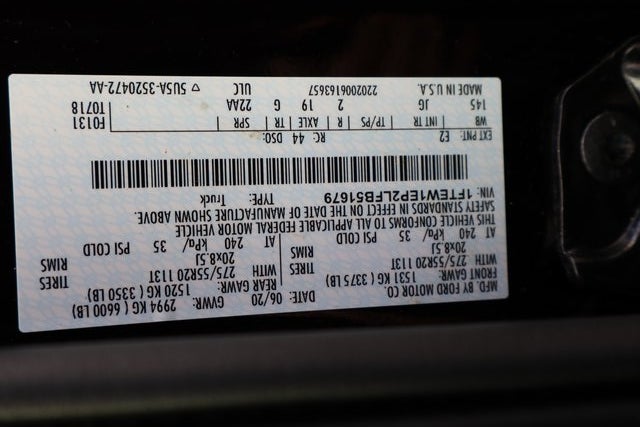 MFD. BY FORD MOTOR CO.
DATE: 06/20 GVWR: 2994 KG ( 6600 LB)
FRONT GAWR: 1531 KG ( 3375 LB) REAR GAWR: 1520 KG ( 3350 LB)
WITH 275/55R20 113T TIRES WITH 275/55R20 113T TIRES
20x8.5J RIMS 20x8.5J RIMS
AT 240 kPa/ 35 PSI COLD AT 240 kPa/ 35 PSI COLD
THIS VEHICLE CONFORMS TO ALL APPLICABLE FEDERAL MOTOR VEHICLE
SAFETY STANDARDS IN EFFECT ON THE DATE OF MANUFACTURE SHOWN ABOVE.
VIN: 1FTEW1EP2LFB51679 TYPE: Truck
EXT PNT: E2 RC: 44 DSO: F0131
WB INT TR TP/PS R AXLE TR SPR T0718
145 JG 2 19 G 22AA
MADE IN U.S.A. 2202006163657 ULC 5U5A-3520472-AA